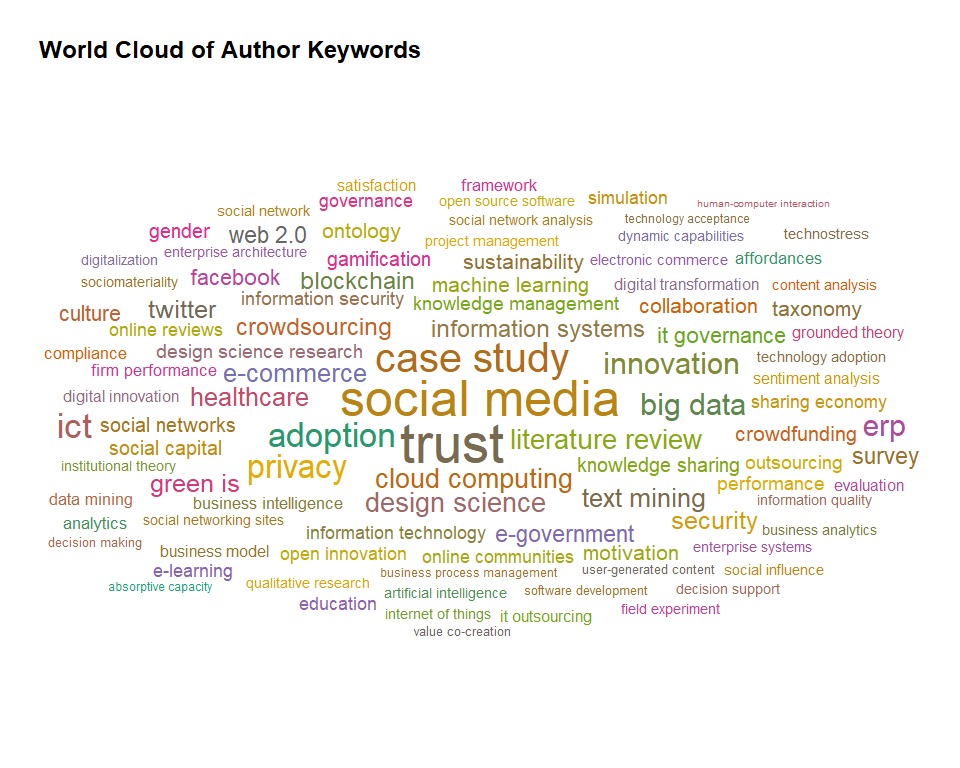 World Cloud of Author Keywords
satisfaction framework
governance open source software simulation human-computer interaction
social network social network analysis technology acceptance
gender web 2.0 ontology project management dynamic capabilities technostress
digitalization enterprise architecture gamification sustainability electronic commerce affordances
sociomateriality facebook blockchain machine learning digital transformation content analysis
culture twitter information security knowledge management collaboration taxonomy
online reviews crowdsourcing information systems it governance grounded theory
compliance design science research case study innovation technology adoption
firm performance e-commerce sentiment analysis
digital innovation healthcare social media big data sharing economy
ict social networks adoption trust literature review crowdfunding erp
social capital privacy knowledge sharing outsourcing survey
institutional theory green is cloud computing performance evaluation
data mining business intelligence design science text mining information quality
analytics social networking sites information technology e-government security business analytics
decision making business model open innovation online communities motivation enterprise systems
e-learning business process management user-generated content social influence
absorptive capacity qualitative research artificial intelligence software development decision support
education internet of things it outsourcing field experiment
value co-creation